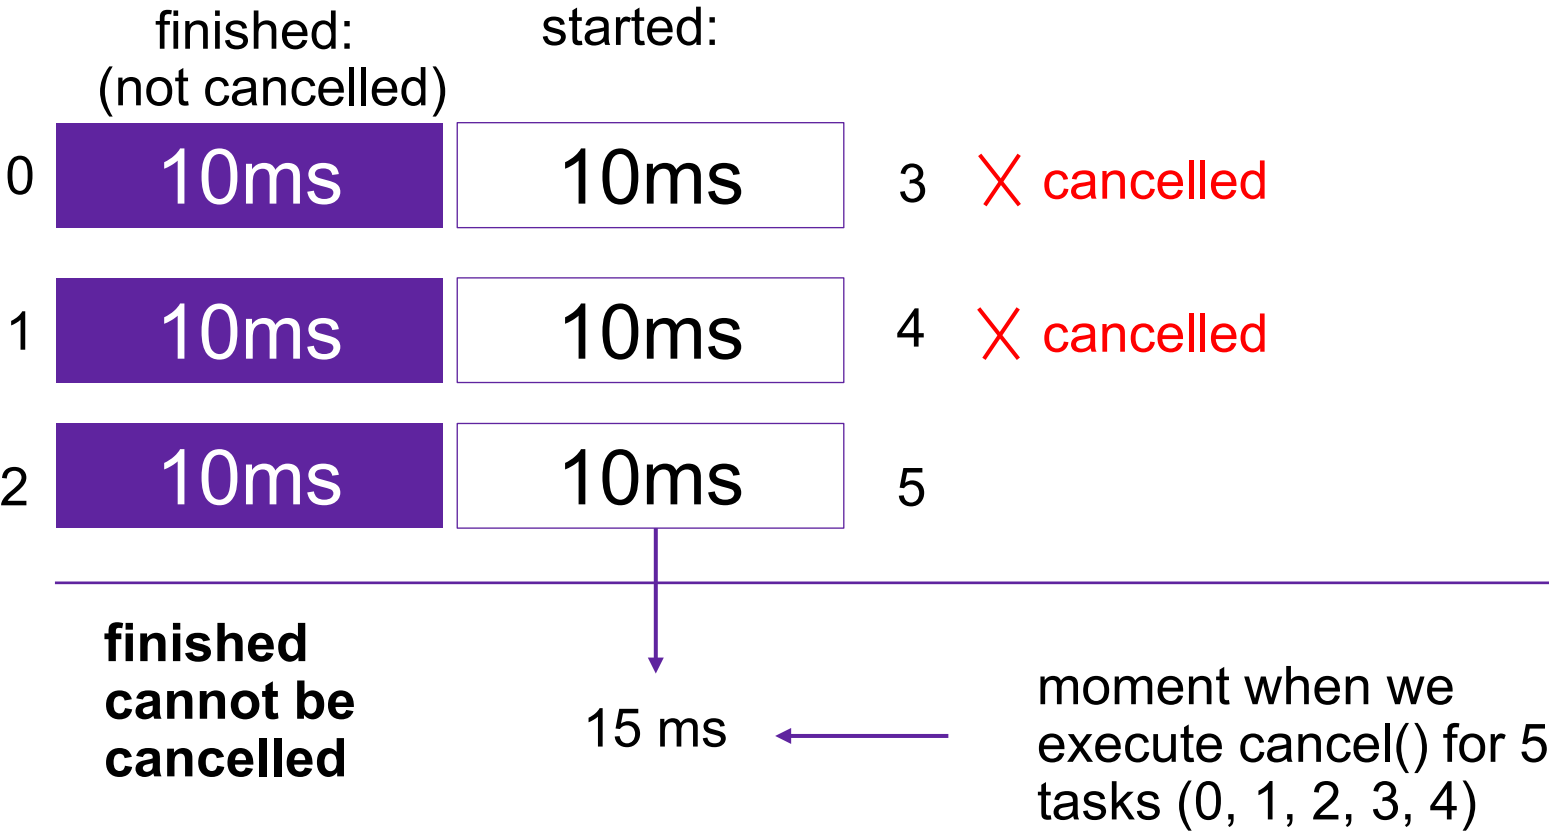 finished:
(not cancelled)
started:
0 10ms 10ms 3 cancelled
1 10ms 10ms 4 cancelled
2 10ms 10ms 5
finished
cannot be
cancelled
15 ms
moment when we
execute cancel() for 5
tasks (0, 1, 2, 3, 4)